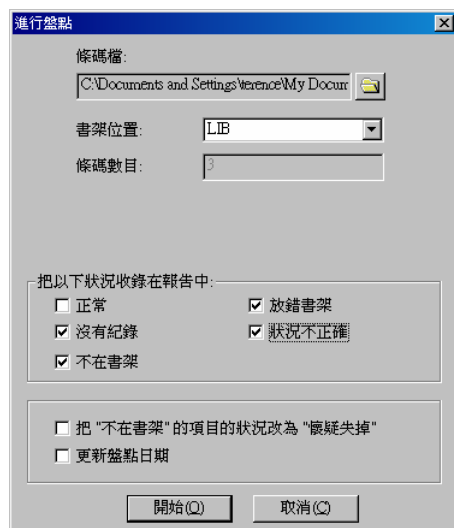 進行盤點
條碼檔:
C:\Documents and Settings\terence\My Docum
書架位置: LIB
條碼數目: 3
把以下狀況收錄在報告中:
正常 放錯書架
沒有紀錄 狀況不正確
不在書架
把 "不在書架" 的項目的狀況改為 "懷疑失掉"
更新盤點日期
開始(O) 取消(C)